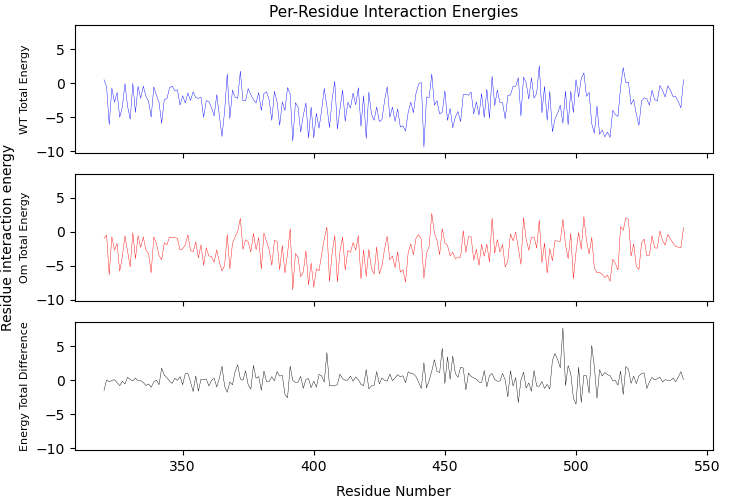 Per-Residue Interaction Energies
Residue interaction energy
WT Total Energy
5
0
−5
−10
Om Total Energy
5
0
−5
−10
Energy Total Difference
5
0
−5
−10
350
400
450
500
550
Residue Number